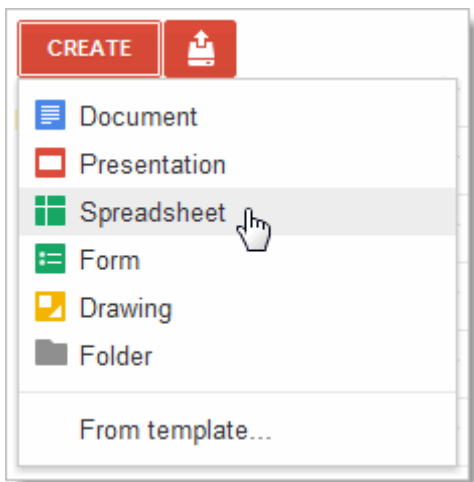 CREATE
Document
Presentation
Spreadsheet
Form
Drawing
Folder
From template...